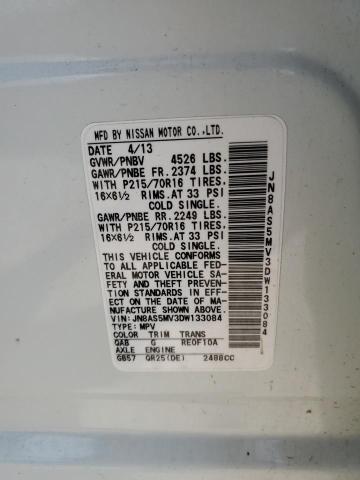 MFD BY NISSAN MOTOR CO.,LTD.
DATE 4/13
GVWR/PNBV 4526 LBS.
GAWR/PNBE FR. 2374 LBS.
WITH P215/70R16 TIRES,
16X6½ RIMS. AT 33 PSI
COLD SINGLE.
GAWR/PNBE RR. 2249 LBS.
WITH P215/70R16 TIRES,
16X6½ RIMS. AT 33 PSI
COLD SINGLE.
THIS VEHICLE CONFORMS
TO ALL APPLICABLE FED-
ERAL MOTOR VEHICLE SA-
FETY AND THEFT PREVENT-
ION STANDARDS IN EFF-
ECT ON THE DATE OF MA-
NUFACTURE SHOWN ABOVE.
VIN: JN8AS5MV3DW133084
TYPE: MPV
COLOR TRIM TRANS
QAB G RE0F10A
AXLE ENGINE
GB57 QR25(DE) 2488CC
JN8AS5MV3DW133084